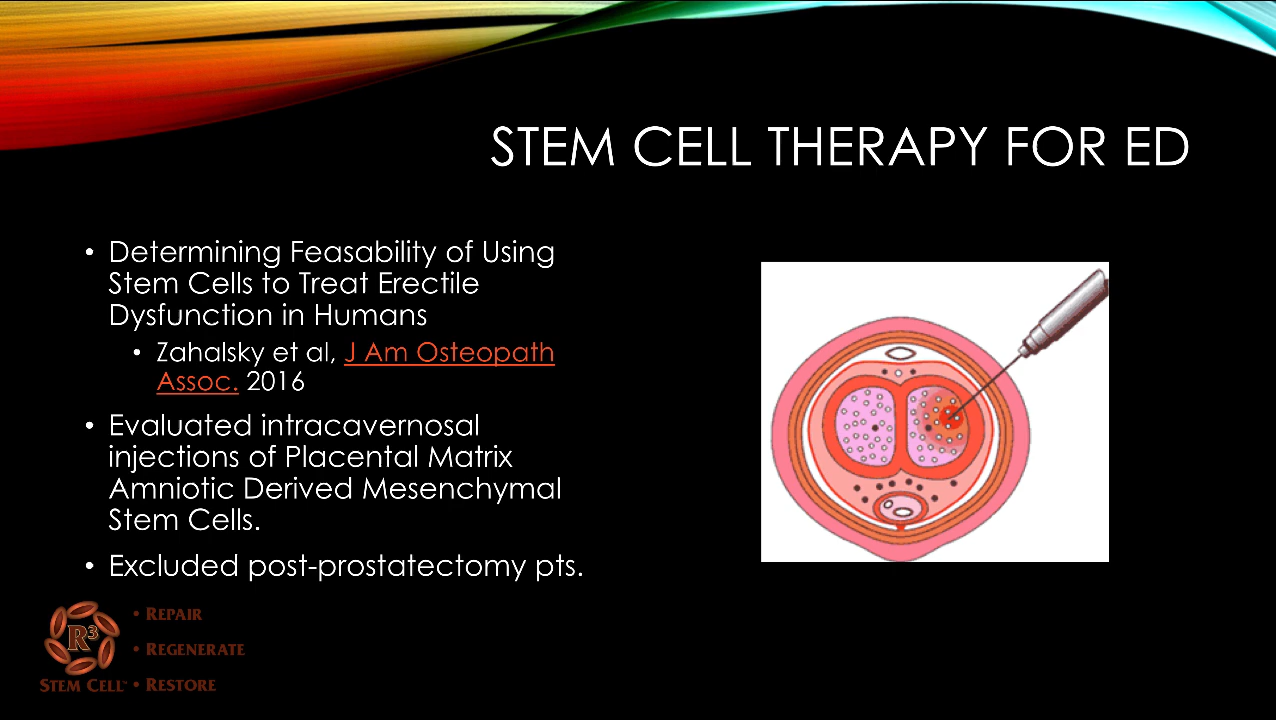 STEM CELL THERAPY FOR ED
• Determining Feasability of Using
Stem Cells to Treat Erectile
Dysfunction in Humans
• Zahalsky et al, J Am Osteopath
Assoc. 2016
• Evaluated intracavernosal
injections of Placental Matrix
Amniotic Derived Mesenchymal
Stem Cells.
• Excluded post-prostatectomy pts.
R³
STEM CELL™
• REPAIR
• REGENERATE
• RESTORE